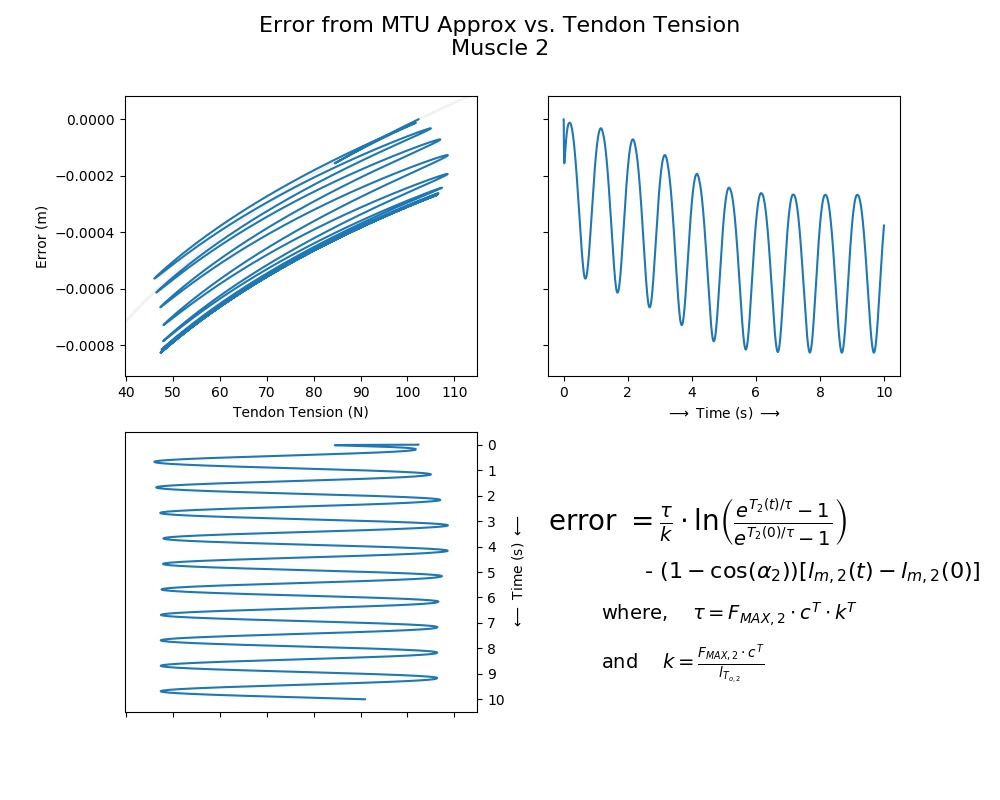 Error from MTU Approx vs. Tendon Tension
Muscle 2
0.0000
−0.0002
−0.0004
−0.0006
−0.0008
Error (m)
40 50 60 70 80 90 100 110
Tendon Tension (N)
0 2 4 6 8 10
⟶ Time (s) ⟶
0
1
2
3
4
5
6
7
8
9
10
⟵ Time (s) ⟵
error = τ/k · ln((e^{T₂(t)/τ} − 1)/(e^{T₂(0)/τ} − 1))
- (1 − cos(α₂))[l_{m,2}(t) − l_{m,2}(0)]
where, τ = F_{MAX,2} · c^T · k^T
and k = F_{MAX,2} · c^T / l_{T_{o,2}}